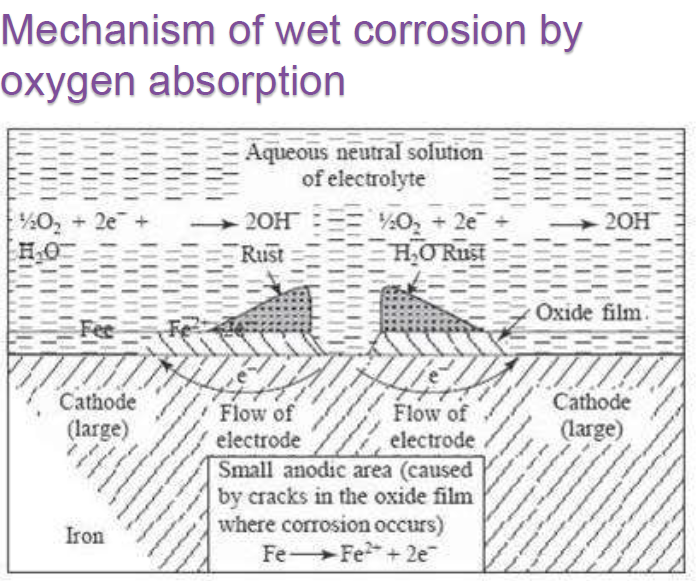 Mechanism of wet corrosion by
oxygen absorption
Aqueous neutral solution
of electrolyte
½O₂ + 2e⁻ + → 2OH⁻ ½O₂ + 2e⁻ + → 2OH⁻
H₂O Rust H₂O Rust
Oxide film
Fe Fe²⁺
e⁻ e⁻
Cathode Cathode
(large) (large)
Flow of Flow of
electrode electrode
Small anodic area (caused
by cracks in the oxide film
where corrosion occurs)
Fe → Fe²⁺ + 2e⁻
Iron